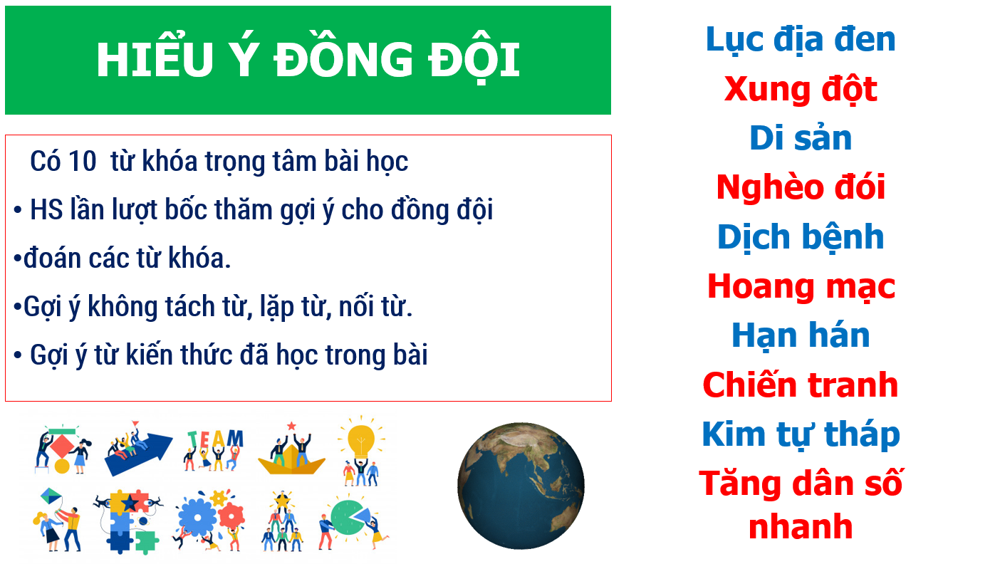 HIỂU Ý ĐỒNG ĐỘI
Có 10 từ khóa trọng tâm bài học
• HS lần lượt bốc thăm gợi ý cho đồng đội
•đoán các từ khóa.
•Gợi ý không tách từ, lặp từ, nối từ.
• Gợi ý từ kiến thức đã học trong bài
TEAM
Lục địa đen
Xung đột
Di sản
Nghèo đói
Dịch bệnh
Hoang mạc
Hạn hán
Chiến tranh
Kim tự tháp
Tăng dân số
nhanh